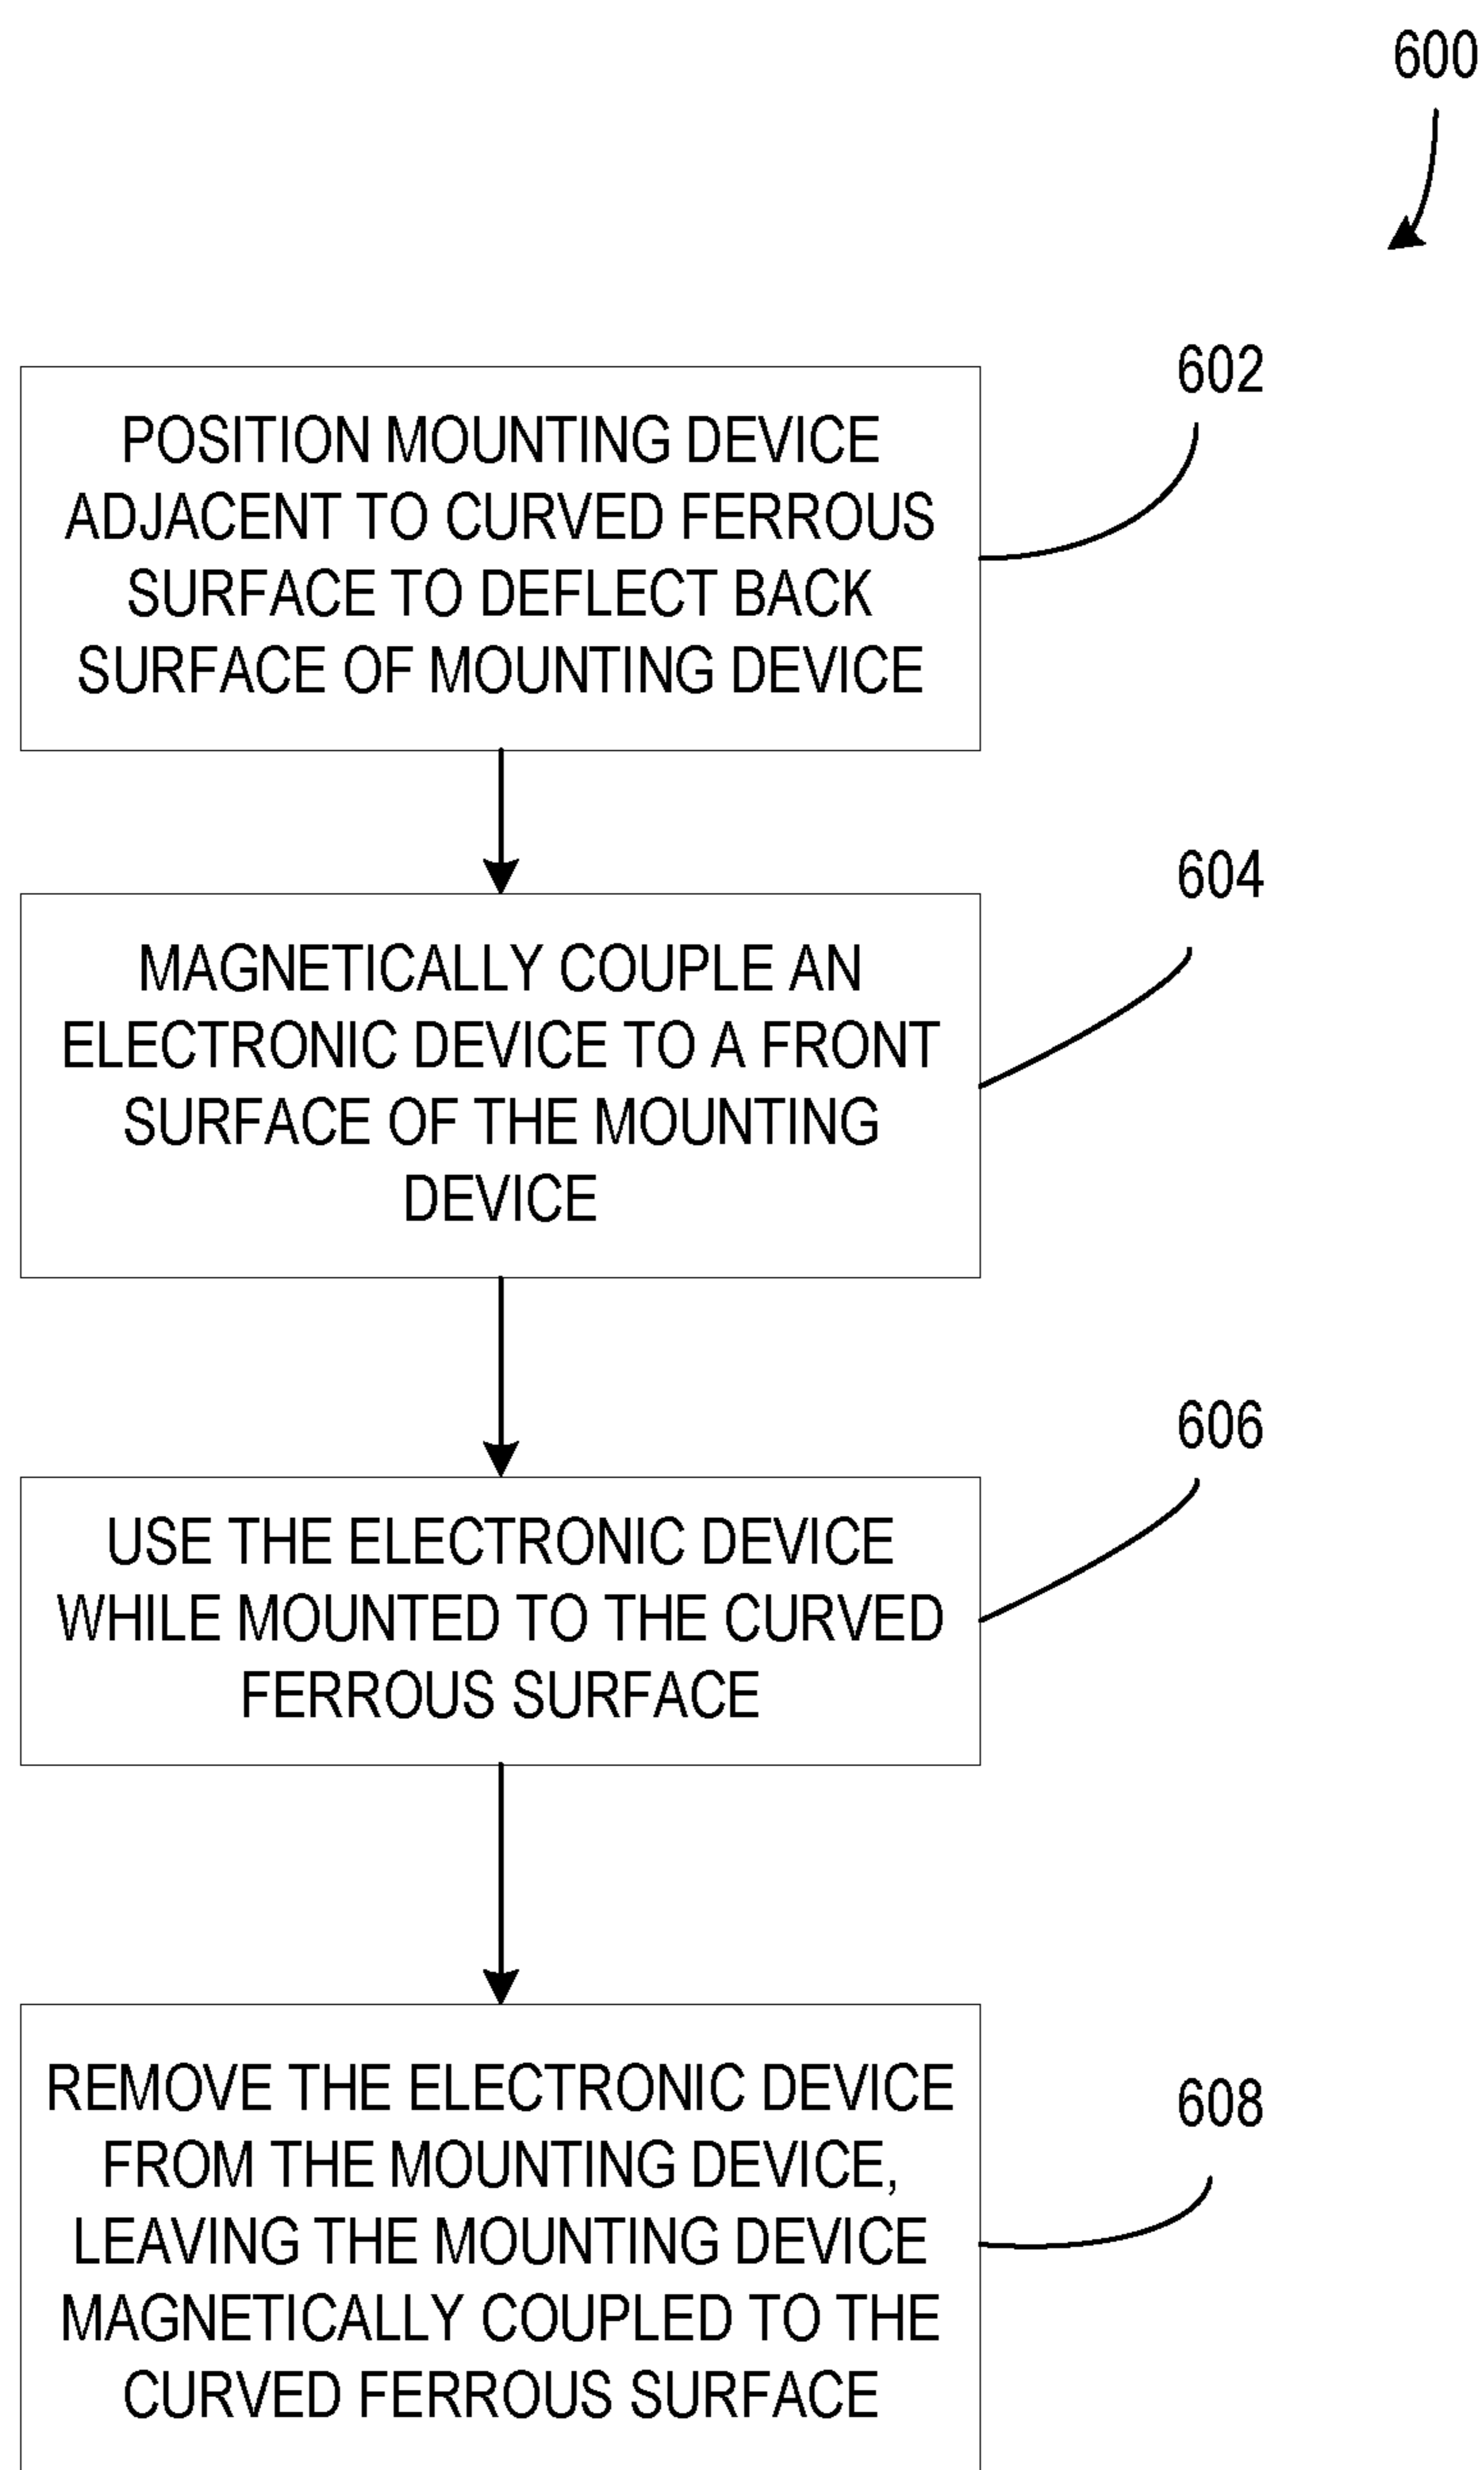 600
602
POSITION MOUNTING DEVICE
ADJACENT TO CURVED FERROUS
SURFACE TO DEFLECT BACK
SURFACE OF MOUNTING DEVICE
604
MAGNETICALLY COUPLE AN
ELECTRONIC DEVICE TO A FRONT
SURFACE OF THE MOUNTING
DEVICE
606
USE THE ELECTRONIC DEVICE
WHILE MOUNTED TO THE CURVED
FERROUS SURFACE
608
REMOVE THE ELECTRONIC DEVICE
FROM THE MOUNTING DEVICE,
LEAVING THE MOUNTING DEVICE
MAGNETICALLY COUPLED TO THE
CURVED FERROUS SURFACE